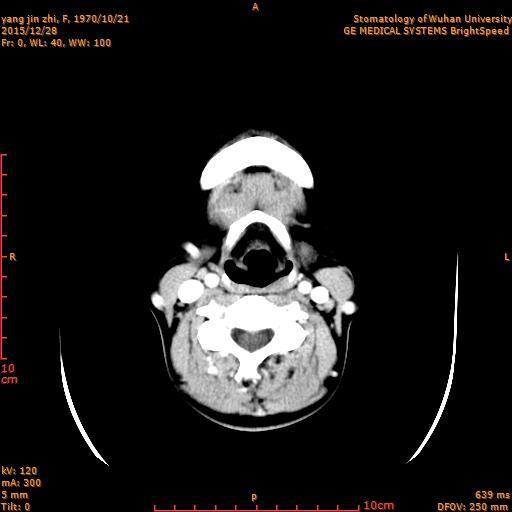 A
yang jin zhi, F, 1970/10/21
2015/12/28
Fr: 0, WL: 40, WW: 100
Stomatology of Wuhan University
GE MEDICAL SYSTEMS BrightSpeed
R
L
10
cm
kV: 120
mA: 300
5 mm
Tilt: 0
P
10cm
639 ms
DFOV: 250 mm